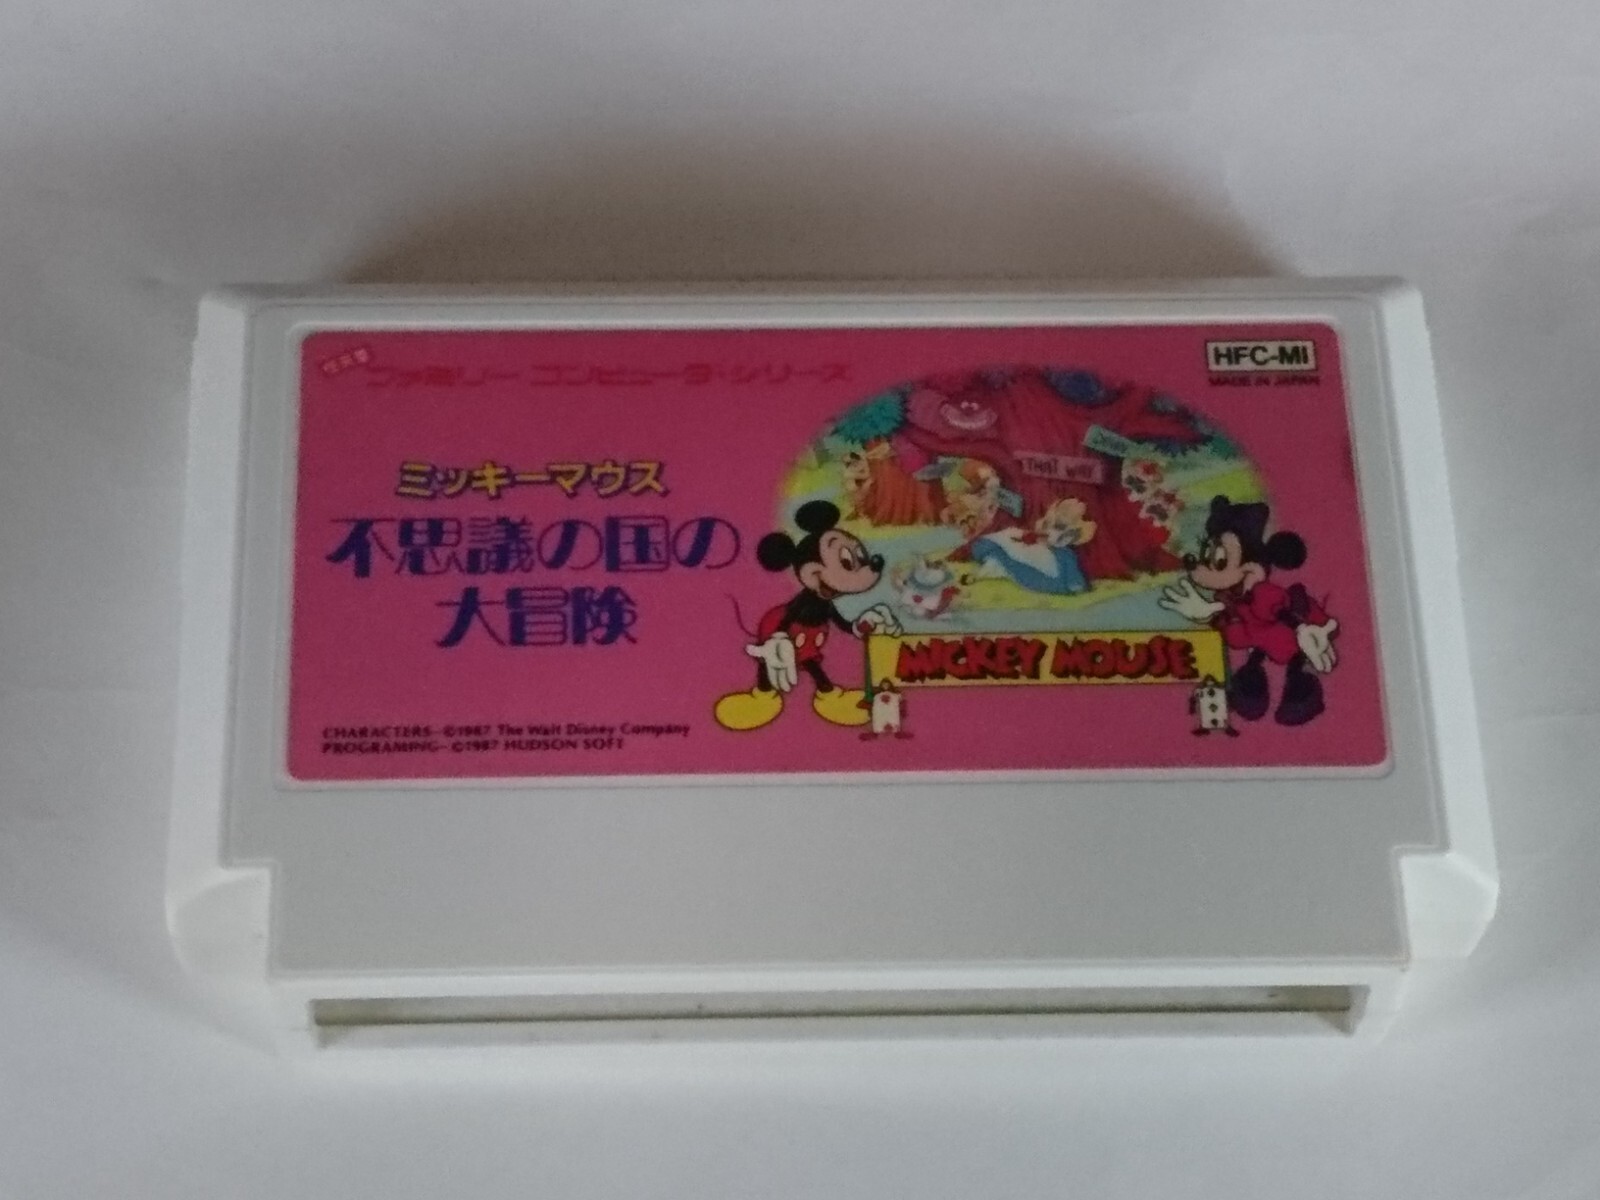 ファミリー コンピュータ・シリーズ
HFC-MI
MADE IN JAPAN
ミッキーマウス
不思議の国の
大冒険
THAT WAY
MICKEY MOUSE
CHARACTERS-©1987 The Walt Disney Company
PROGRAMING-©1987 HUDSON SOFT